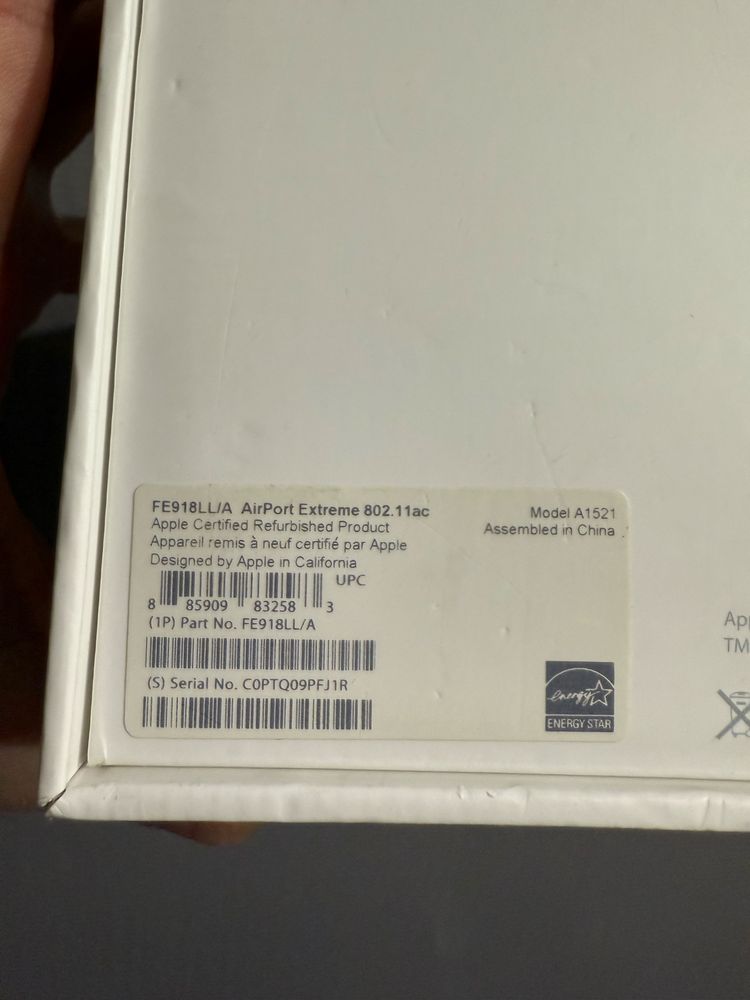 FE918LL/A AirPort Extreme 802.11ac
Model A1521
Apple Certified Refurbished Product
Assembled in China
Appareil remis à neuf certifié par Apple
Designed by Apple in California
UPC
8 85909 83258 3
(1P) Part No. FE918LL/A
(S) Serial No. C0PTQ09PFJ1R
energy
ENERGY STAR
TM